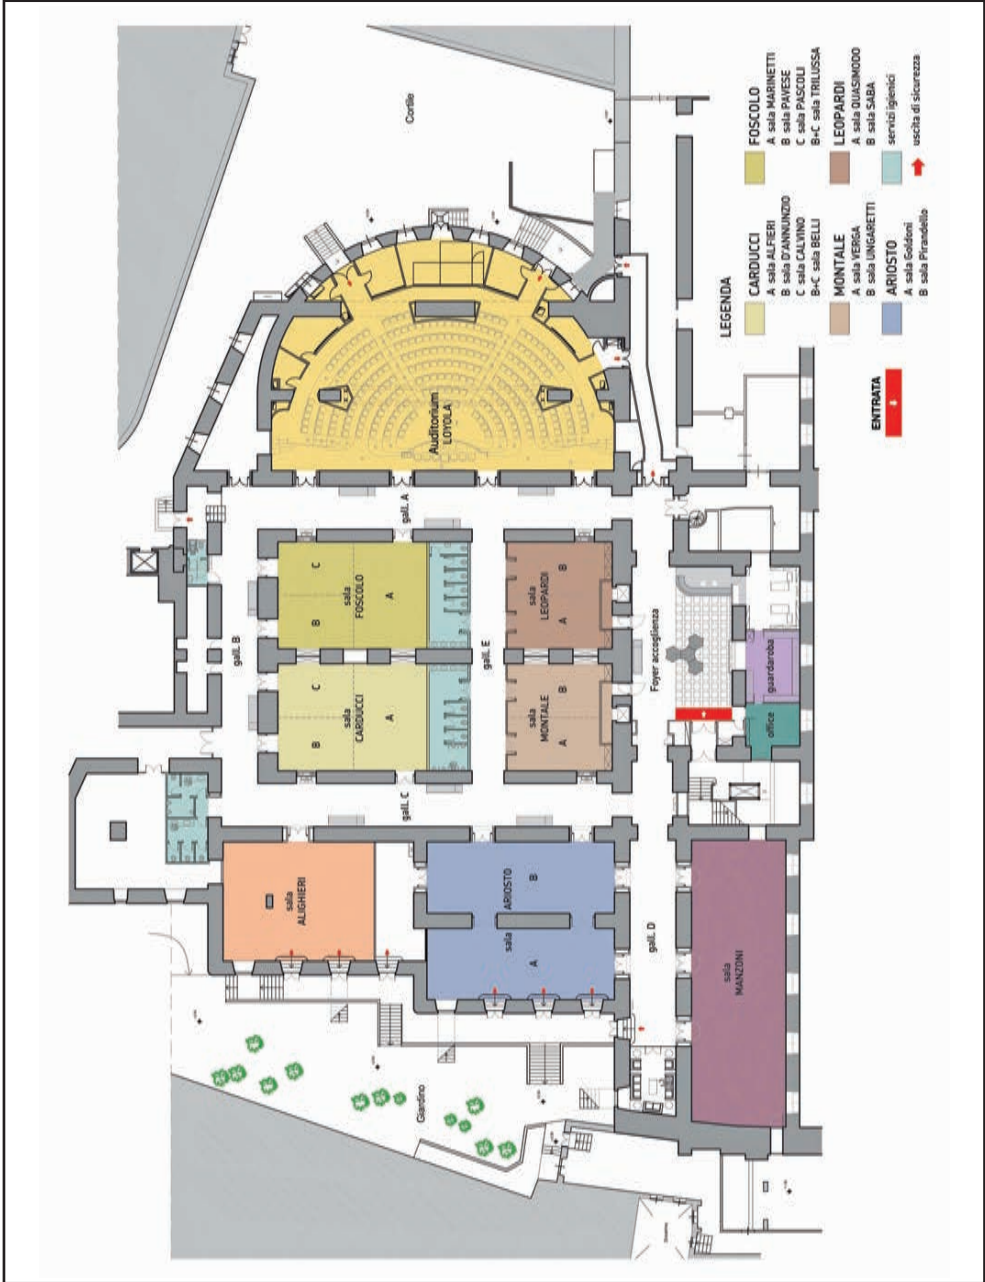 Cortile
Auditorium
LOYOLA
gall. A
gall. B
sala
FOSCOLO
A
B
C
sala
CARDUCCI
A
B
C
gall. E
sala
LEOPARDI
A
B
sala
MONTALE
A
B
gall. C
Foyer accoglienza
guardaroba
office
sala
ALIGHIERI
sala
ARIOSTO
A
B
gall. D
sala
MANZONI
Giardino
ENTRATA
LEGENDA
CARDUCCI
A sala ALFIERI
B sala D'ANNUNZIO
C sala CALVINO
B+C sala BELLI
MONTALE
A sala VERGA
B sala UNGARETTI
ARIOSTO
A sala Goldoni
B sala Pirandello
FOSCOLO
A sala MARINETTI
B sala PAVESE
C sala PASCOLI
B+C sala TRILUSSA
LEOPARDI
A sala QUASIMODO
B sala SABA
servizi igienici
uscita di sicurezza